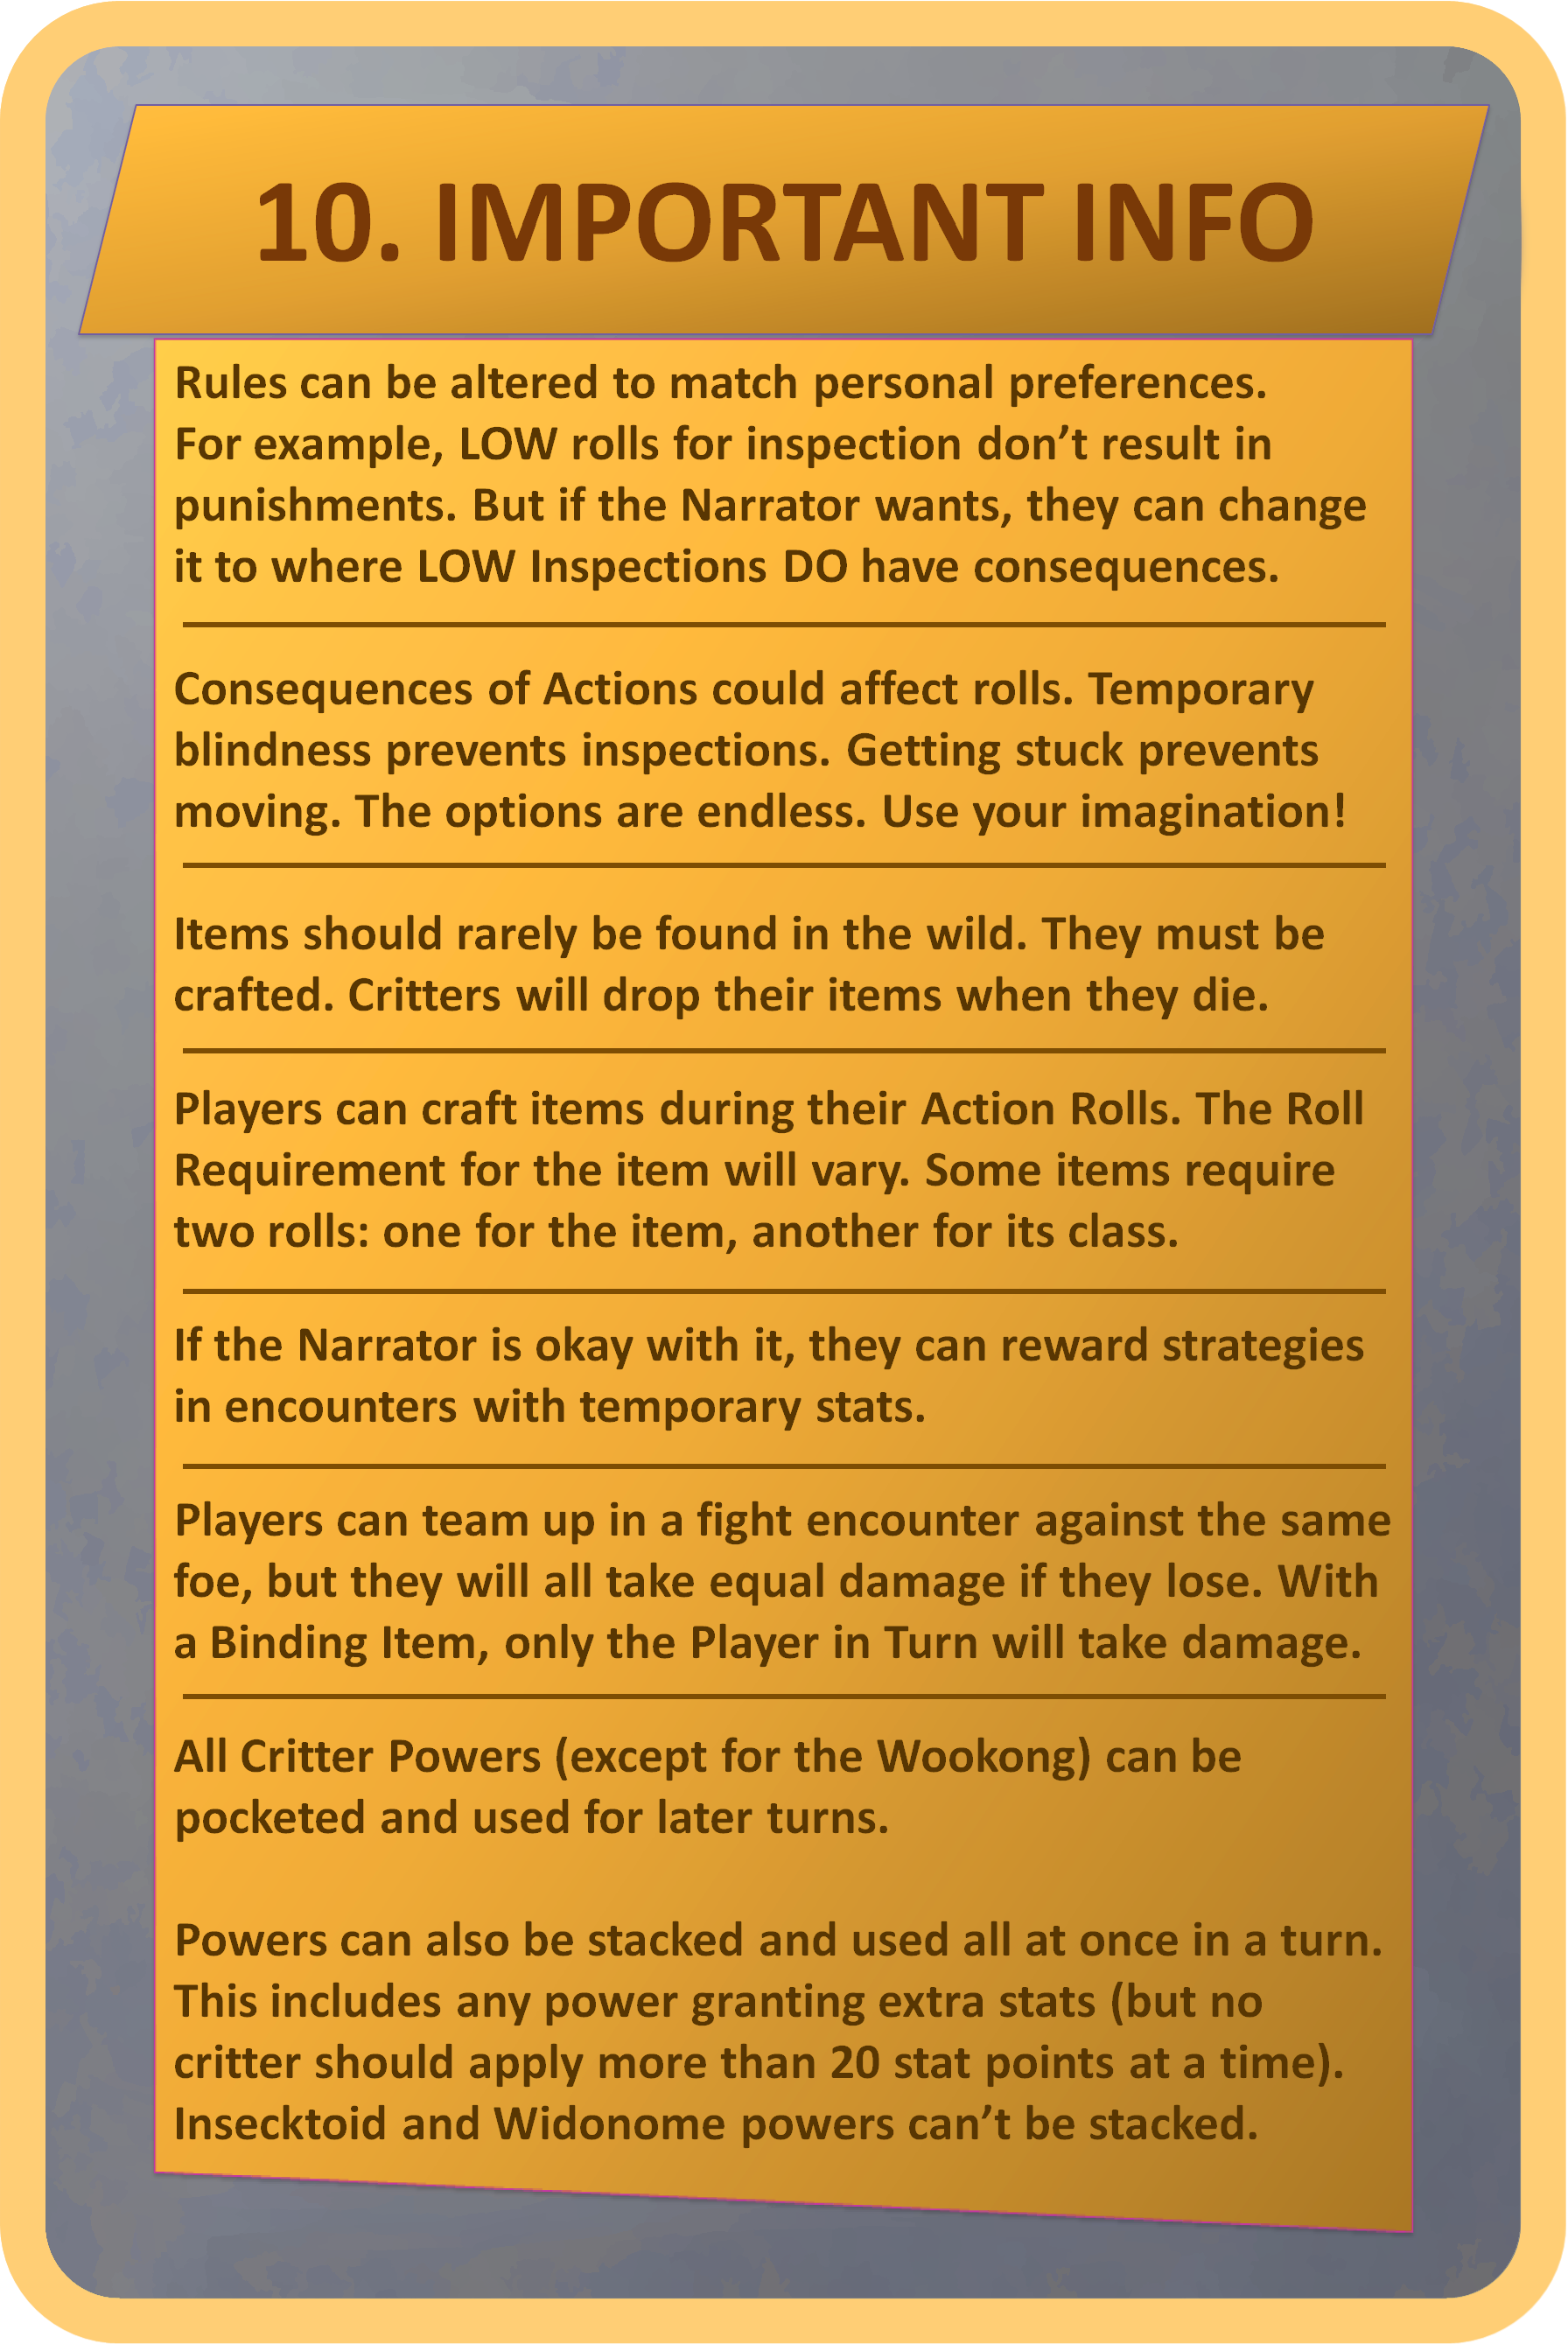 10. IMPORTANT INFO
Rules can be altered to match personal preferences.
For example, LOW rolls for inspection don’t result in
punishments. But if the Narrator wants, they can change
it to where LOW Inspections DO have consequences.
Consequences of Actions could affect rolls. Temporary
blindness prevents inspections. Getting stuck prevents
moving. The options are endless. Use your imagination!
Items should rarely be found in the wild. They must be
crafted. Critters will drop their items when they die.
Players can craft items during their Action Rolls. The Roll
Requirement for the item will vary. Some items require
two rolls: one for the item, another for its class.
If the Narrator is okay with it, they can reward strategies
in encounters with temporary stats.
Players can team up in a fight encounter against the same
foe, but they will all take equal damage if they lose. With
a Binding Item, only the Player in Turn will take damage.
All Critter Powers (except for the Wookong) can be
pocketed and used for later turns.
Powers can also be stacked and used all at once in a turn.
This includes any power granting extra stats (but no
critter should apply more than 20 stat points at a time).
Insecktoid and Widonome powers can’t be stacked.